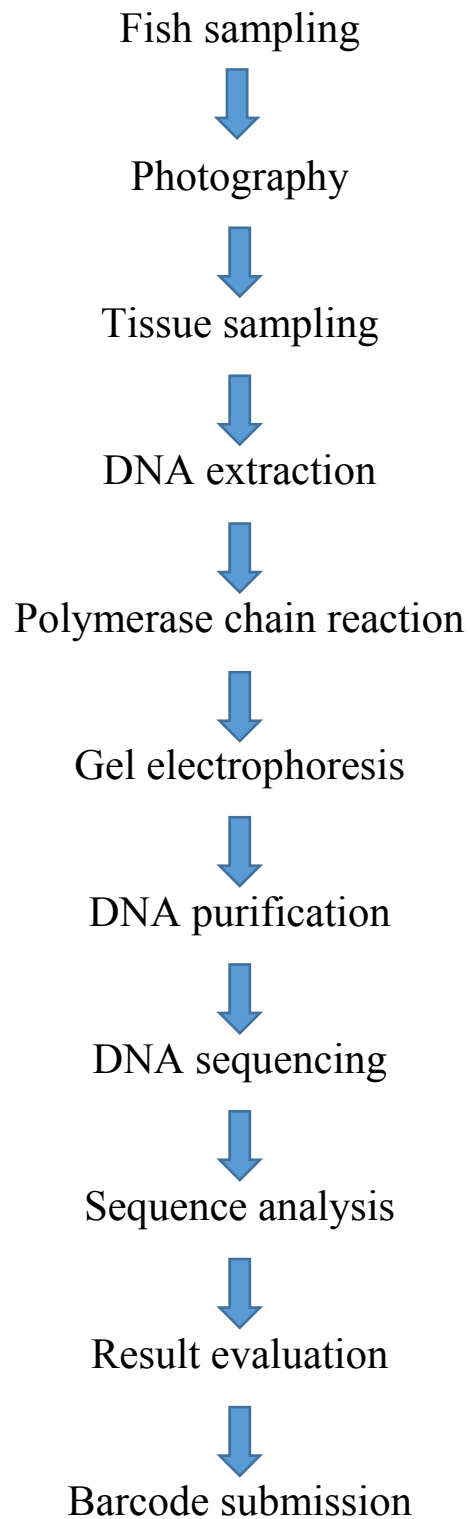 Fish sampling
Photography
Tissue sampling
DNA extraction
Polymerase chain reaction
Gel electrophoresis
DNA purification
DNA sequencing
Sequence analysis
Result evaluation
Barcode submission